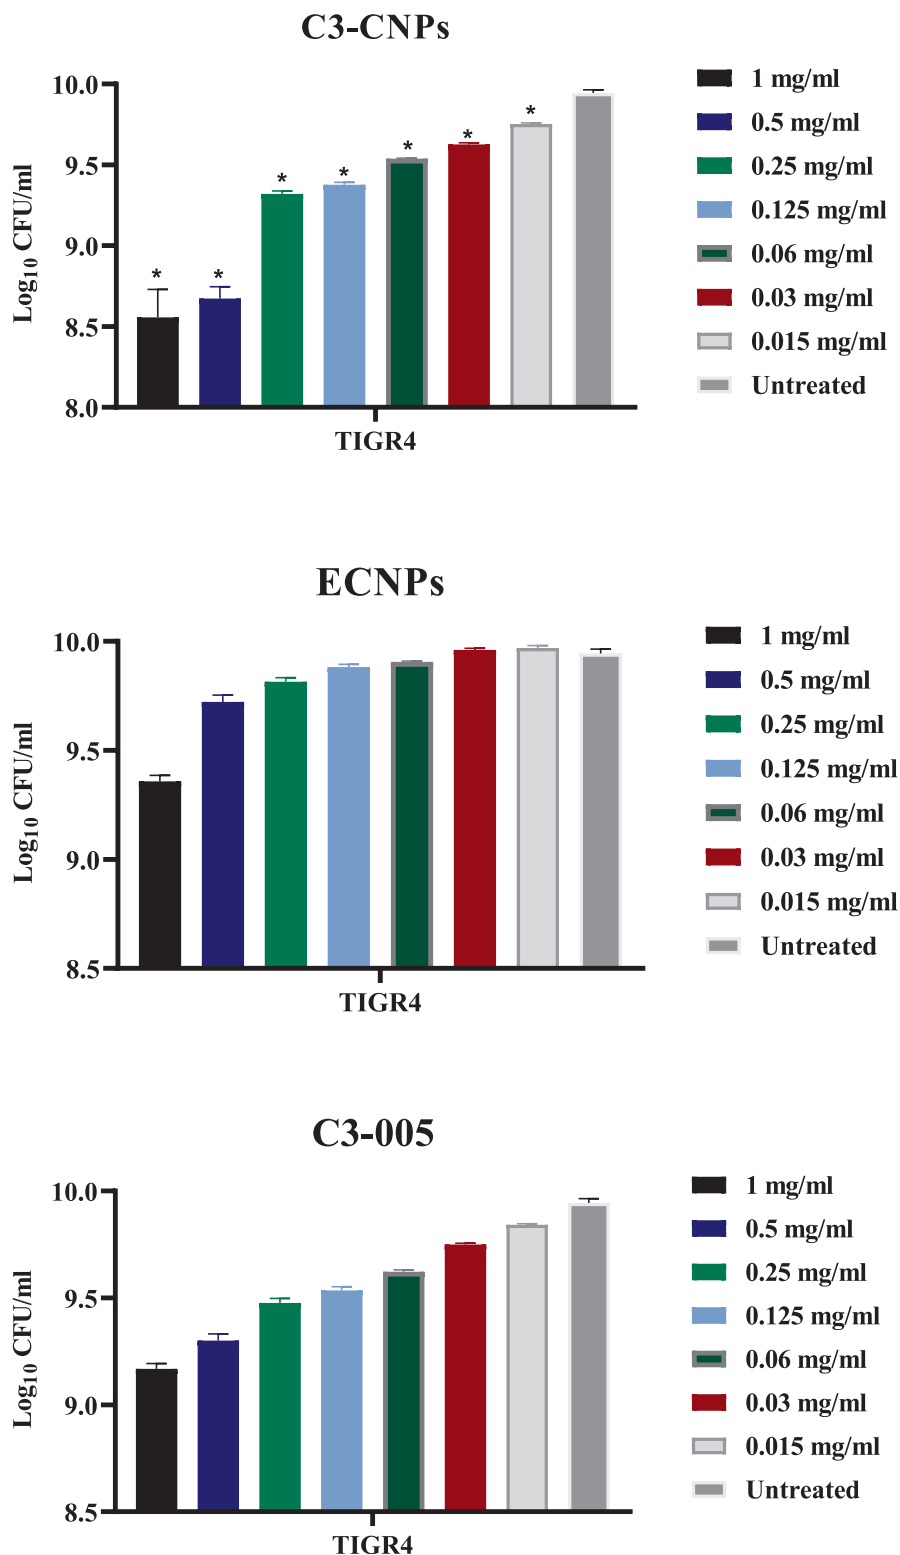 C3-CNPs
Log10 CFU/ml
10.0
9.5
9.0
8.5
8.0
* * * * * * *
TIGR4
1 mg/ml
0.5 mg/ml
0.25 mg/ml
0.125 mg/ml
0.06 mg/ml
0.03 mg/ml
0.015 mg/ml
Untreated
ECNPs
Log10 CFU/ml
10.0
9.5
9.0
8.5
TIGR4
1 mg/ml
0.5 mg/ml
0.25 mg/ml
0.125 mg/ml
0.06 mg/ml
0.03 mg/ml
0.015 mg/ml
Untreated
C3-005
Log10 CFU/ml
10.0
9.5
9.0
8.5
TIGR4
1 mg/ml
0.5 mg/ml
0.25 mg/ml
0.125 mg/ml
0.06 mg/ml
0.03 mg/ml
0.015 mg/ml
Untreated